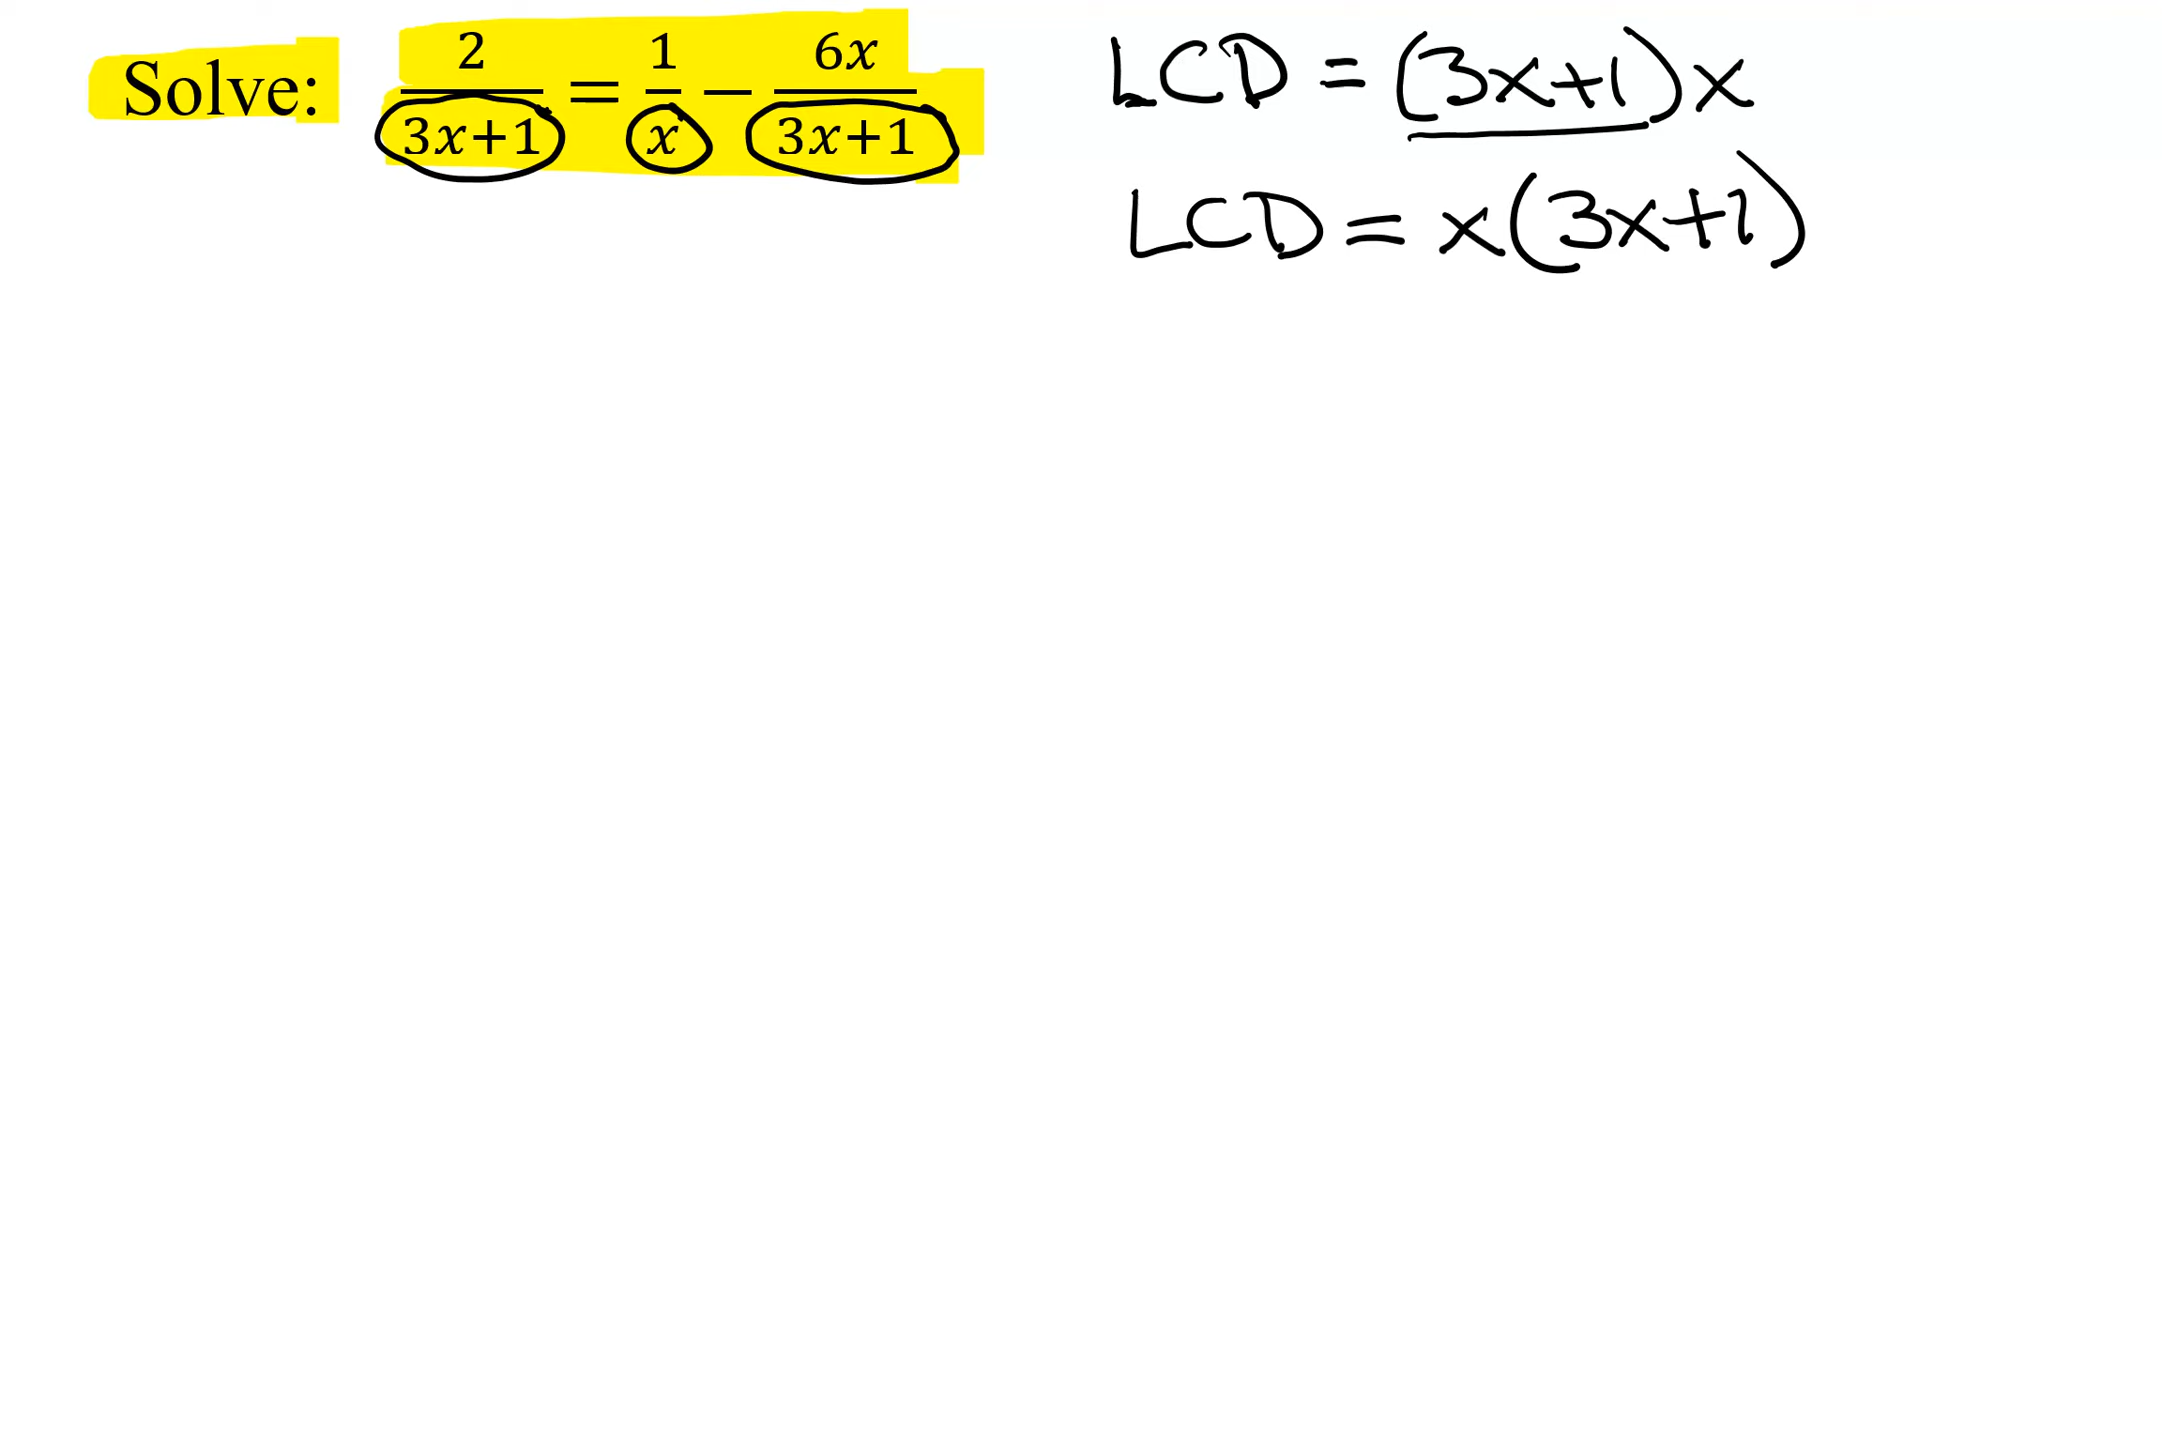 Solve: 2/(3x+1) = 1/x − 6x/(3x+1)
LCD = (3x+1)x
LCD = x(3x+1)